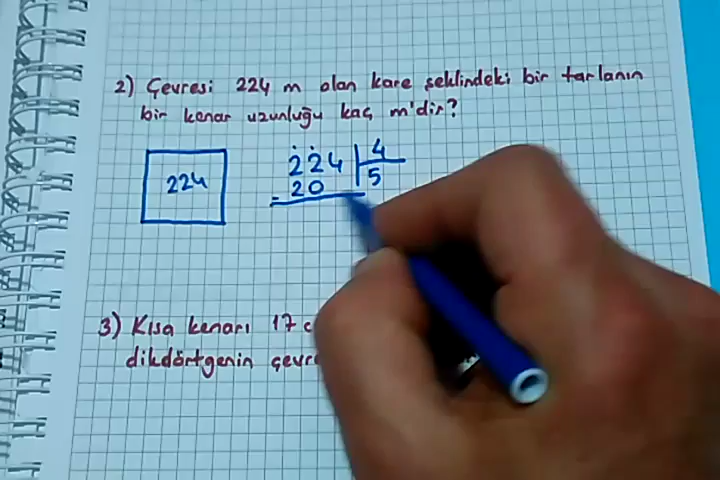 2) Çevresi 224 m olan kare şeklindeki bir tarlanın
bir kenar uzunluğu kaç m'dir?
224
224 | 4
20 | 5
3) Kısa kenarı 17 c
dikdörtgenin çevre